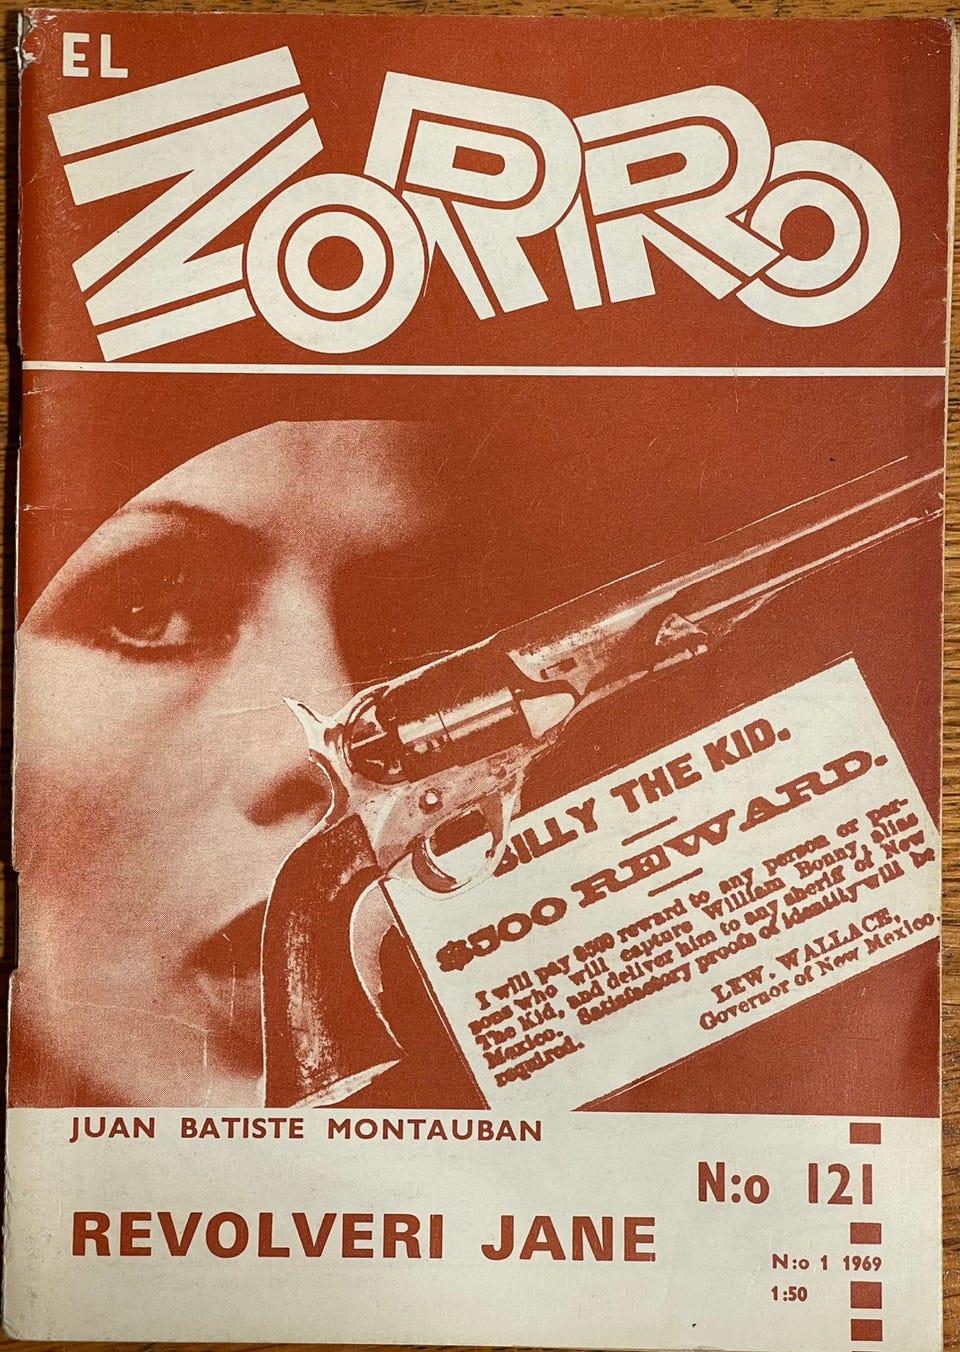 EL
ZORRO
BILLY THE KID.
$500 REWARD.
I will pay $500 reward to any person or per-
sons who will capture William Bonny, alias
The Kid, and deliver him to any sheriff of New
Mexico. Satisfactory proofs of identity will be
required.
LEW. WALLACE,
Governor of New Mexico.
JUAN BATISTE MONTAUBAN
N:o 121
REVOLVERI JANE
N:o 1 1969
1:50